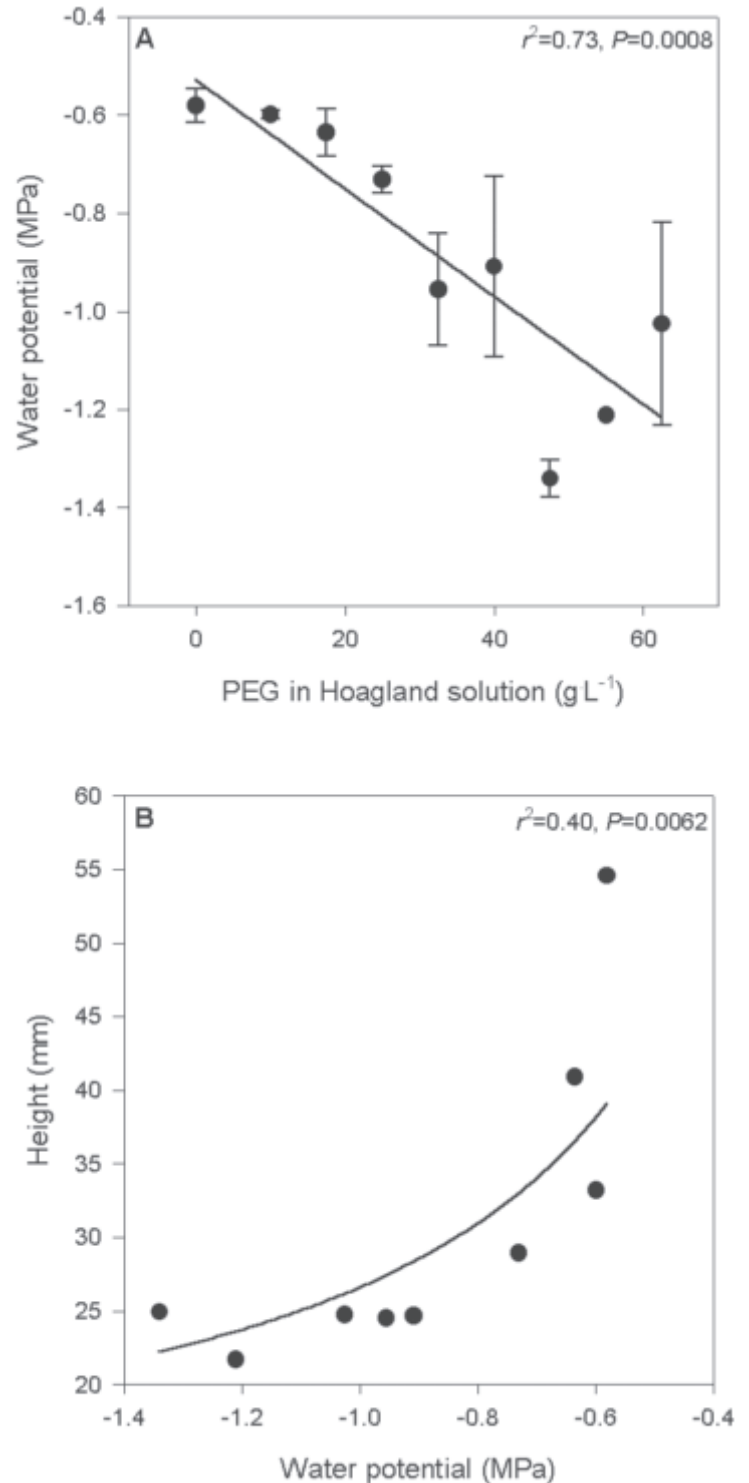 A
r²=0.73, P=0.0008
-0.4
-0.6
-0.8
-1.0
-1.2
-1.4
-1.6
Water potential (MPa)
0 20 40 60
PEG in Hoagland solution (g L⁻¹)
B
r²=0.40, P=0.0062
60
55
50
45
40
35
30
25
20
Height (mm)
-1.4 -1.2 -1.0 -0.8 -0.6 -0.4
Water potential (MPa)